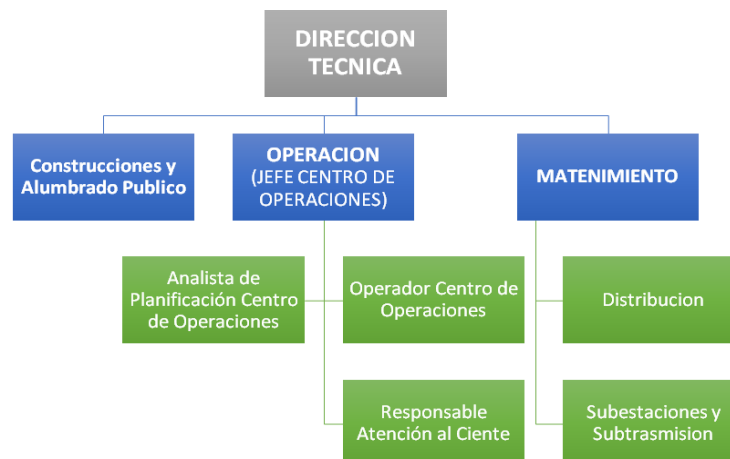 DIRECCION
TECNICA
Construcciones y
Alumbrado Publico
OPERACION
(JEFE CENTRO DE
OPERACIONES)
MATENIMIENTO
Analista de
Planificación Centro
de Operaciones
Operador Centro de
Operaciones
Distribucion
Responsable
Atención al Ciente
Subestaciones y
Subtrasmision